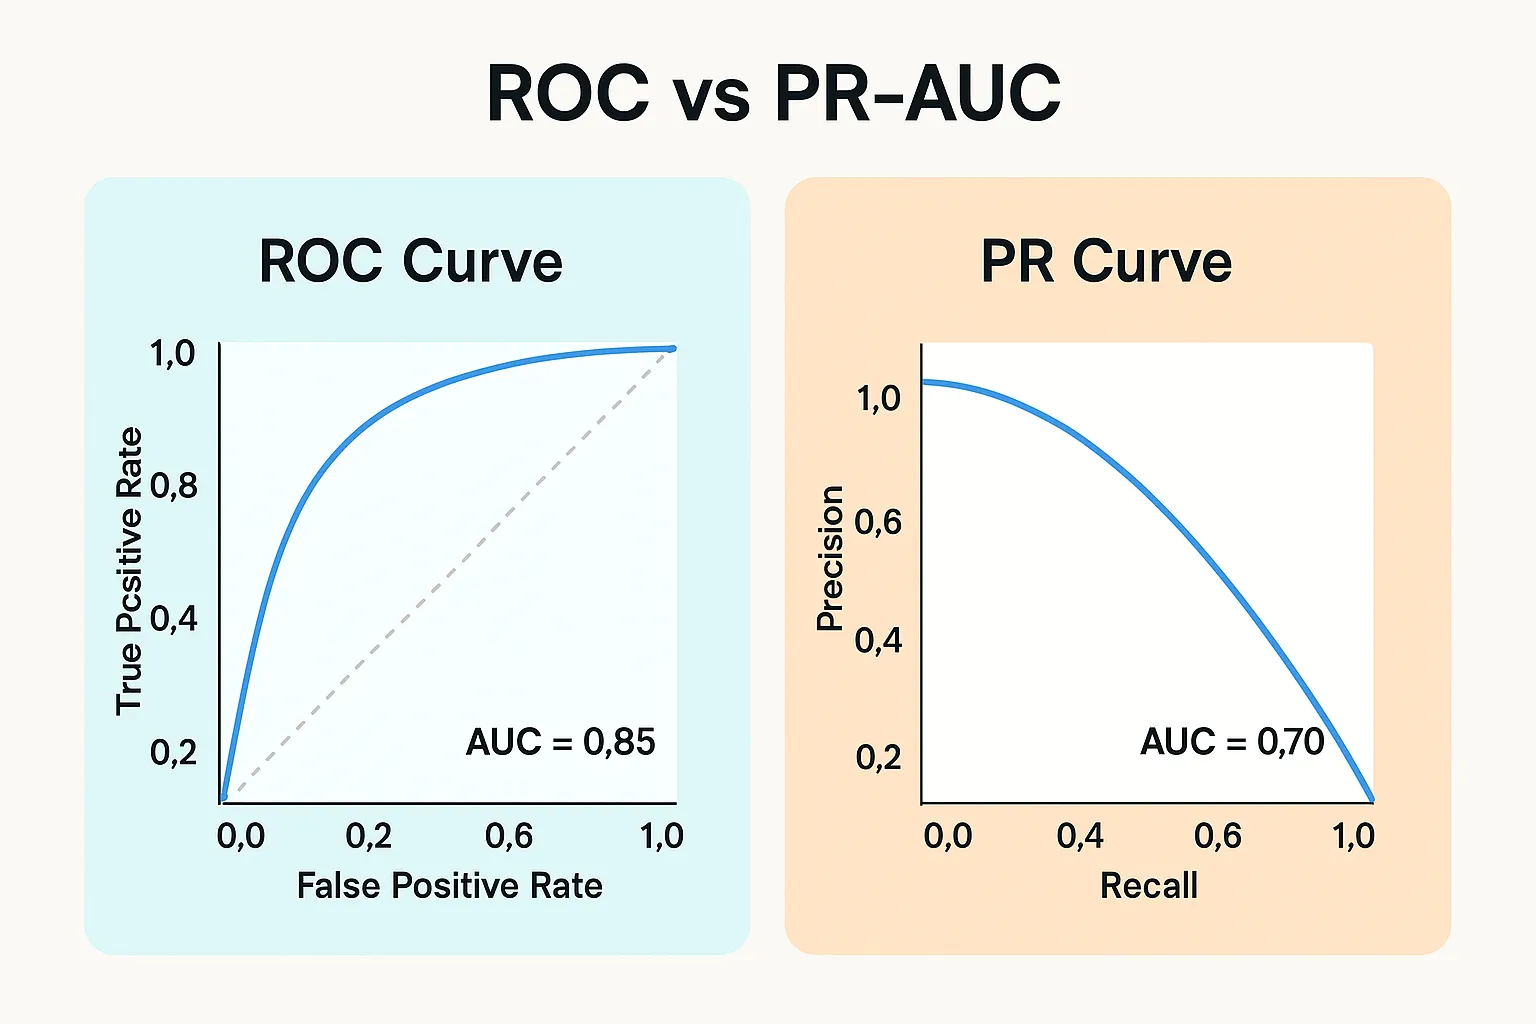 ROC vs PR-AUC
ROC Curve
True Pcsitive Rate
1,0
0,8
0,4
0,2
AUC = 0,85
0,0 0,2 0,6 1,0
False Positive Rate
PR Curve
Precision
1,0
0,6
0,4
0,2
AUC = 0,70
0,0 0,4 0,6 1,0
Recall